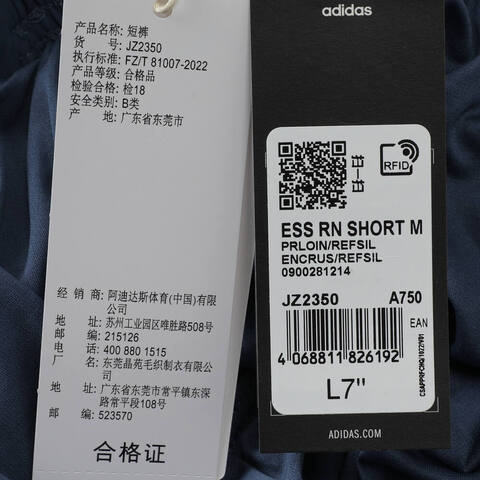 产品名称: 短裤
货 号: JZ2350
执行标准: FZ/T 81007-2022
产品等级: 合格品
检验合格: 检18
安全类别: B类
产 地: 广东省东莞市
经 销 商: 阿迪达斯体育(中国)有限公司
地 址: 苏州工业园区唯胜路508号
邮 编: 215126
电 话: 400 880 1515
厂 名: 东莞晶苑毛织制衣有限公司
地 址: 广东省东莞市常平镇东深路常平段108号
邮 编: 523570
合格证
adidas
RFID
ESS RN SHORT M
PRLOIN/REFSIL
ENCRUS/REFSIL
0900281214
JZ2350 A750
EAN
4 068811 826192
L7"
ADIDAS.COM